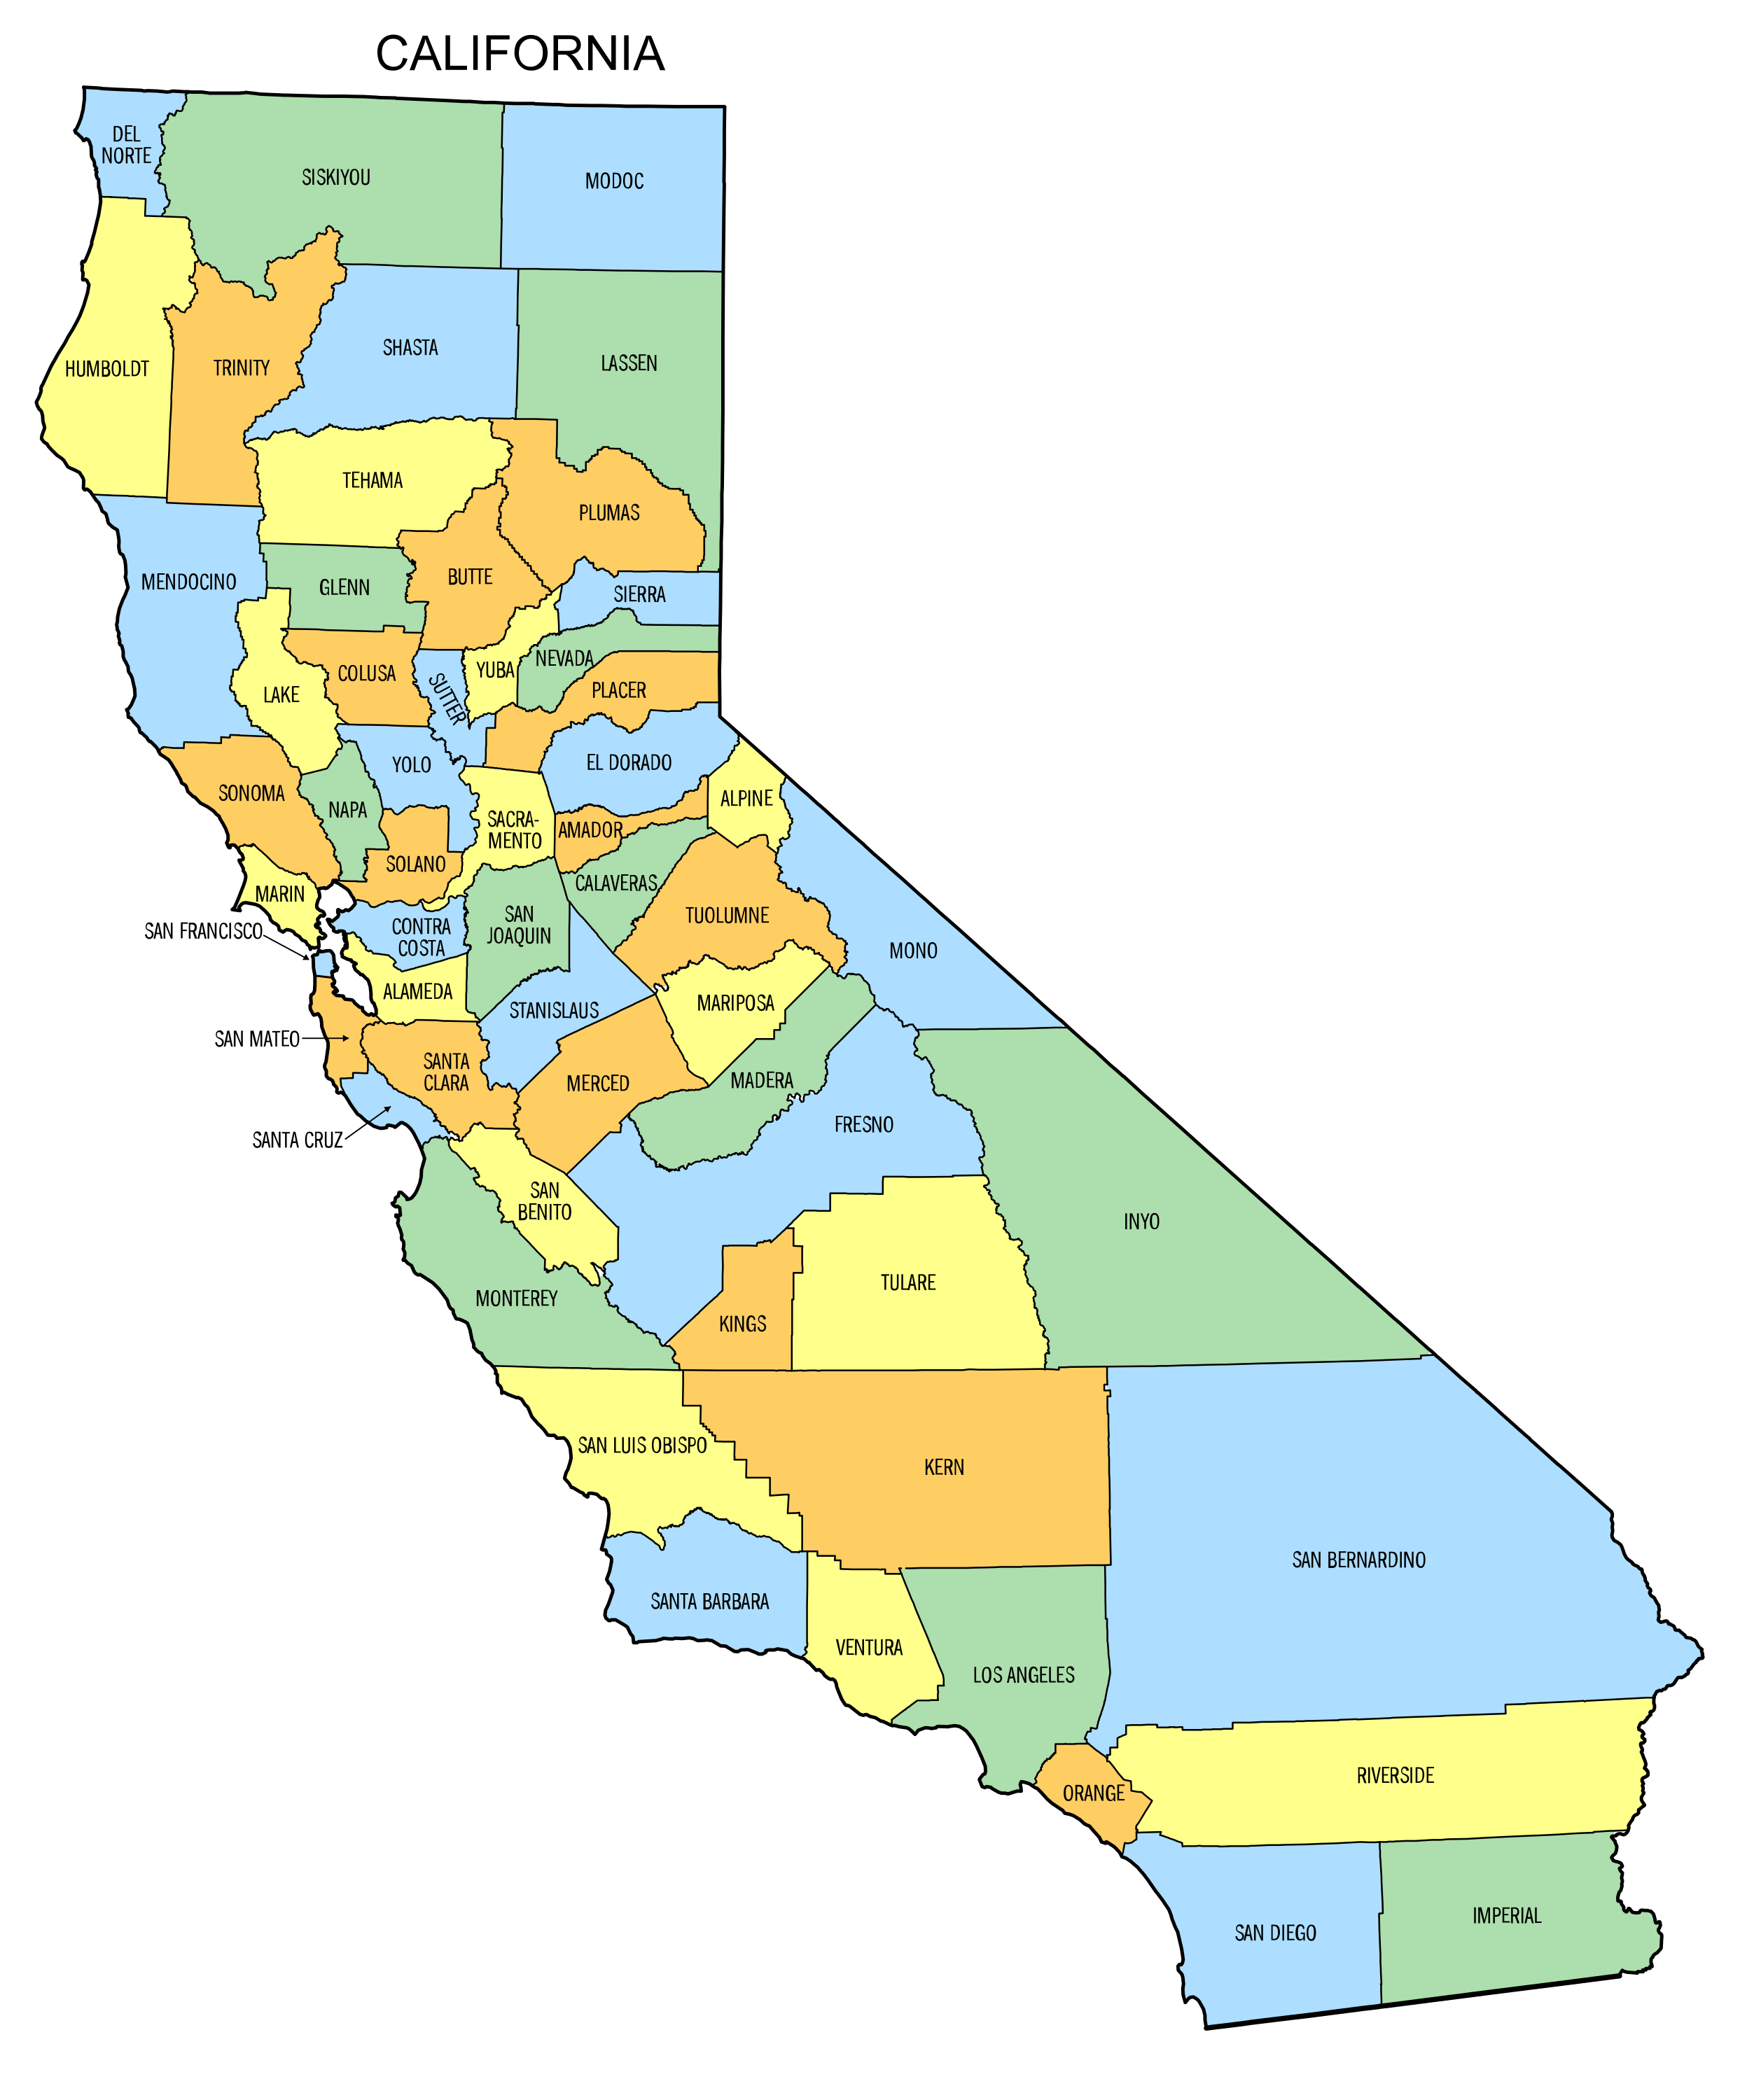 CALIFORNIA
DEL
NORTE
SISKIYOU
MODOC
HUMBOLDT
TRINITY
SHASTA
LASSEN
TEHAMA
PLUMAS
MENDOCINO
GLENN
BUTTE
SIERRA
LAKE
COLUSA
SUTTER
YUBA
NEVADA
PLACER
SONOMA
NAPA
YOLO
EL DORADO
SACRA-
MENTO
AMADOR
ALPINE
SOLANO
MARIN
CALAVERAS
SAN FRANCISCO
CONTRA
COSTA
SAN
JOAQUIN
TUOLUMNE
MONO
ALAMEDA
STANISLAUS
MARIPOSA
SAN MATEO
SANTA
CLARA
MERCED
MADERA
SANTA CRUZ
FRESNO
SAN
BENITO
INYO
MONTEREY
KINGS
TULARE
SAN LUIS OBISPO
KERN
SAN BERNARDINO
SANTA BARBARA
VENTURA
LOS ANGELES
ORANGE
RIVERSIDE
SAN DIEGO
IMPERIAL